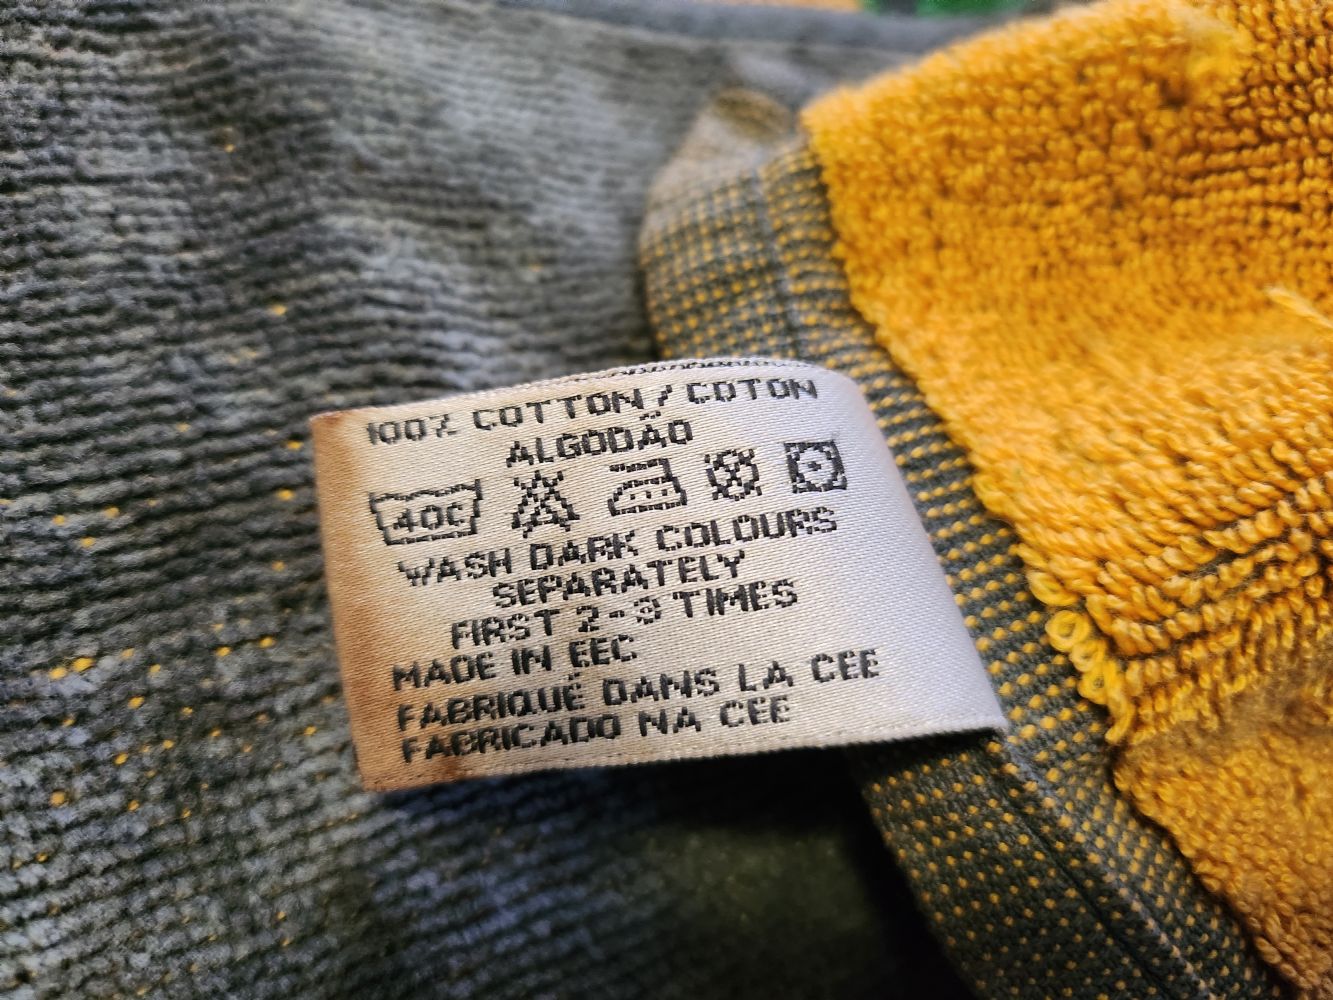 100% COTTON / COTON
ALGODÃO
40C
WASH DARK COLOURS
SEPARATELY
FIRST 2-3 TIMES
MADE IN EEC
FABRIQUÉ DANS LA CEE
FABRICADO NA CEE